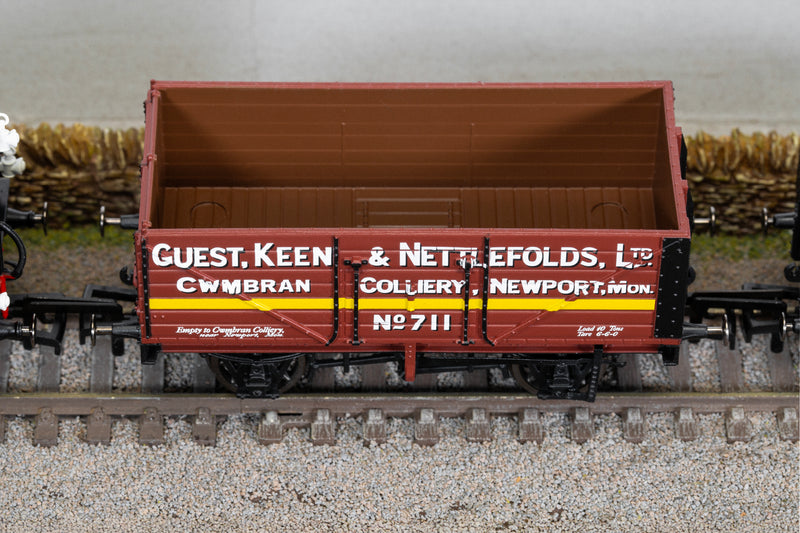 GUEST, KEEN & NETTLEFOLDS, LTD
CWMBRAN COLLIERY, NEWPORT, MON.
No 711
Empty to Cwmbran Colliery,
near Newport, Mon.
Load 10 Tons
Tare 6-6-0